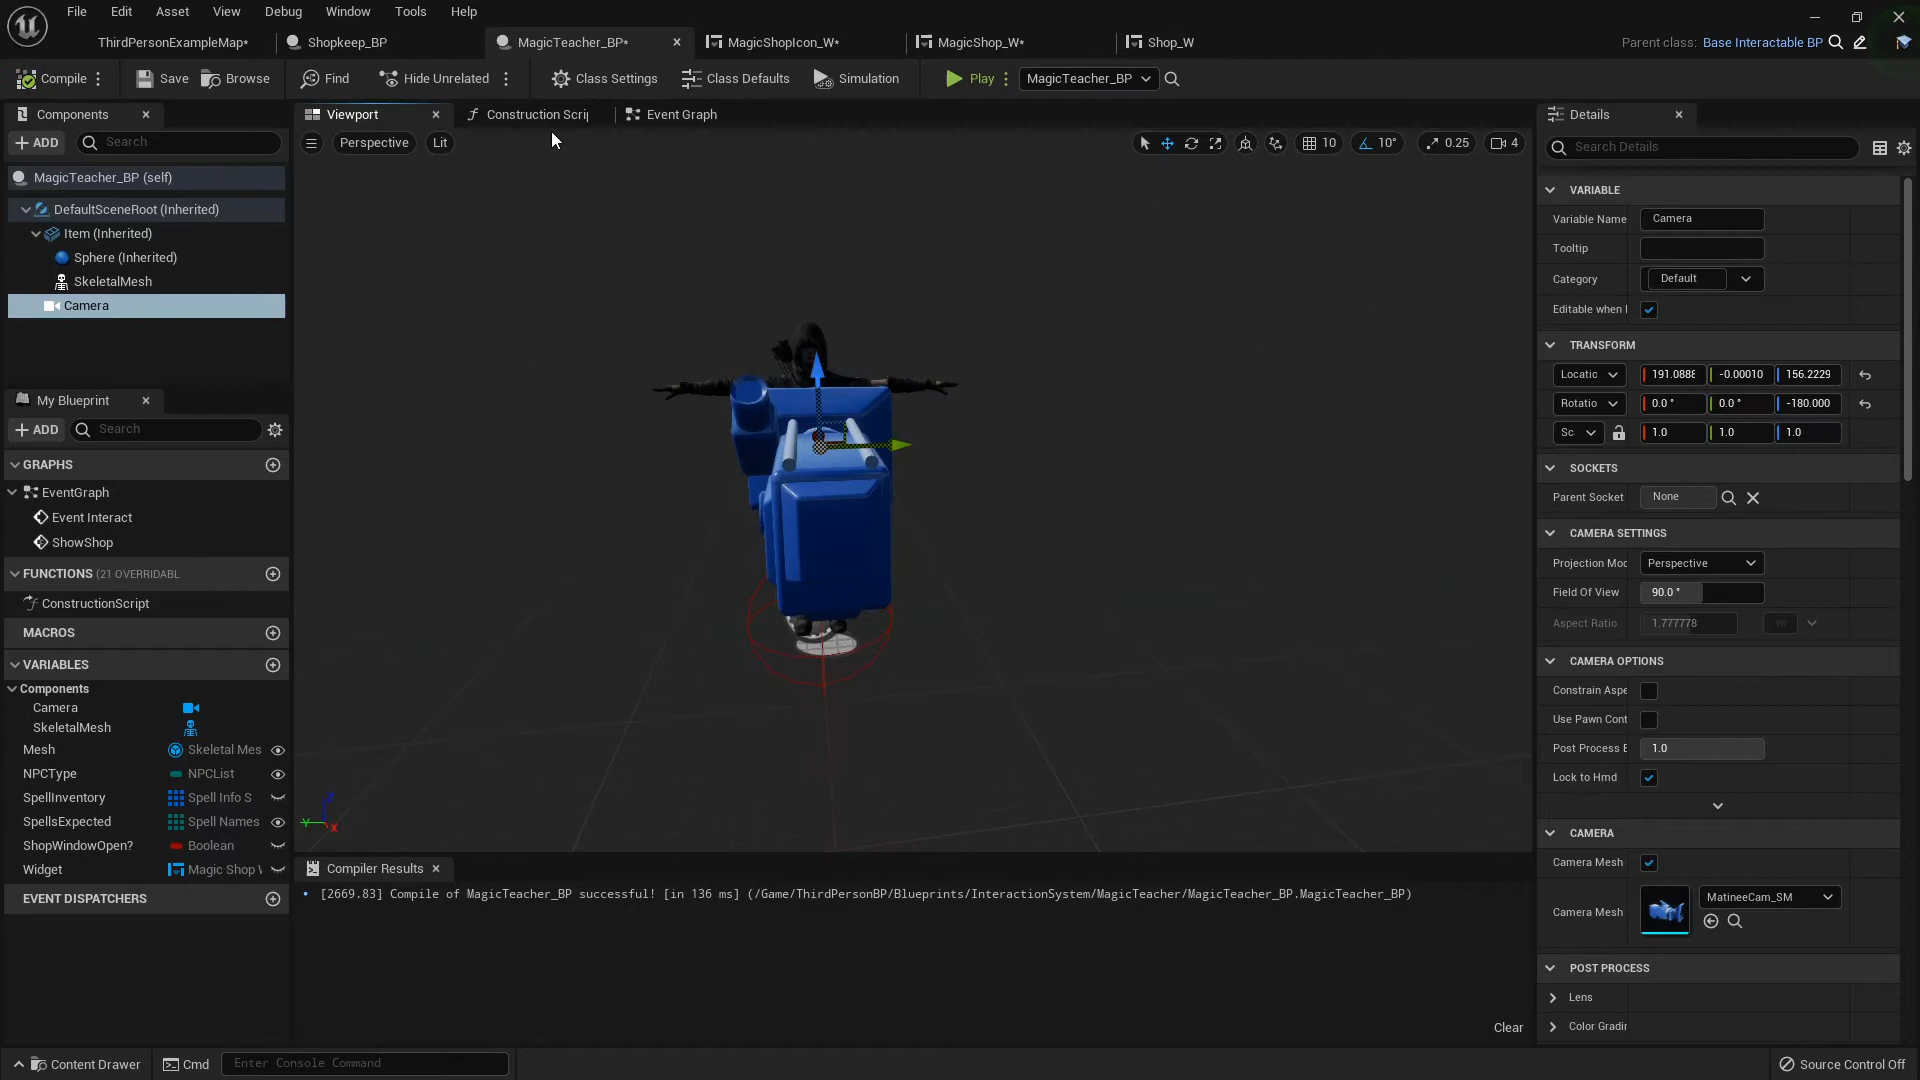 File Edit Asset View Debug Window Tools Help
ThirdPersonExampleMap* Shopkeep_BP MagicTeacher_BP* MagicShopIcon_W* MagicShop_W* Shop_W Parent class: Base Interactable BP
Compile Save Browse Find Hide Unrelated Class Settings Class Defaults Simulation Play MagicTeacher_BP
Components
ADD Search
MagicTeacher_BP (self)
DefaultSceneRoot (Inherited)
Item (Inherited)
Sphere (Inherited)
SkeletalMesh
Camera
My Blueprint
ADD Search
GRAPHS
EventGraph
Event Interact
ShowShop
FUNCTIONS (21 OVERRIDABL
ConstructionScript
MACROS
VARIABLES
Components
Camera
SkeletalMesh
Mesh Skeletal Mes
NPCType NPCList
SpellInventory Spell Info S
SpellsExpected Spell Names
ShopWindowOpen? Boolean
Widget Magic Shop
EVENT DISPATCHERS
Viewport Construction Scrip Event Graph
Perspective Lit 10 10° 0.25 4
Z
Y X
Compiler Results
[2669.83] Compile of MagicTeacher_BP successful! [in 136 ms] (/Game/ThirdPersonBP/Blueprints/InteractionSystem/MagicTeacher/MagicTeacher_BP.MagicTeacher_BP)
Clear
Details
Search Details
VARIABLE
Variable Name Camera
Tooltip
Category Default
Editable when
TRANSFORM
Locatic 191.0888 -0.00010 156.2229
Rotatio 0.0 ° 0.0 ° -180.000
Sc 1.0 1.0 1.0
SOCKETS
Parent Socket None
CAMERA SETTINGS
Projection Moc Perspective
Field Of View 90.0 °
Aspect Ratio 1.777778
CAMERA OPTIONS
Constrain Aspe
Use Pawn Cont
Post Process E 1.0
Lock to Hmd
CAMERA
Camera Mesh
Camera Mesh MatineeCam_SM
POST PROCESS
Lens
Color Gradir
Content Drawer Cmd Enter Console Command Source Control Off